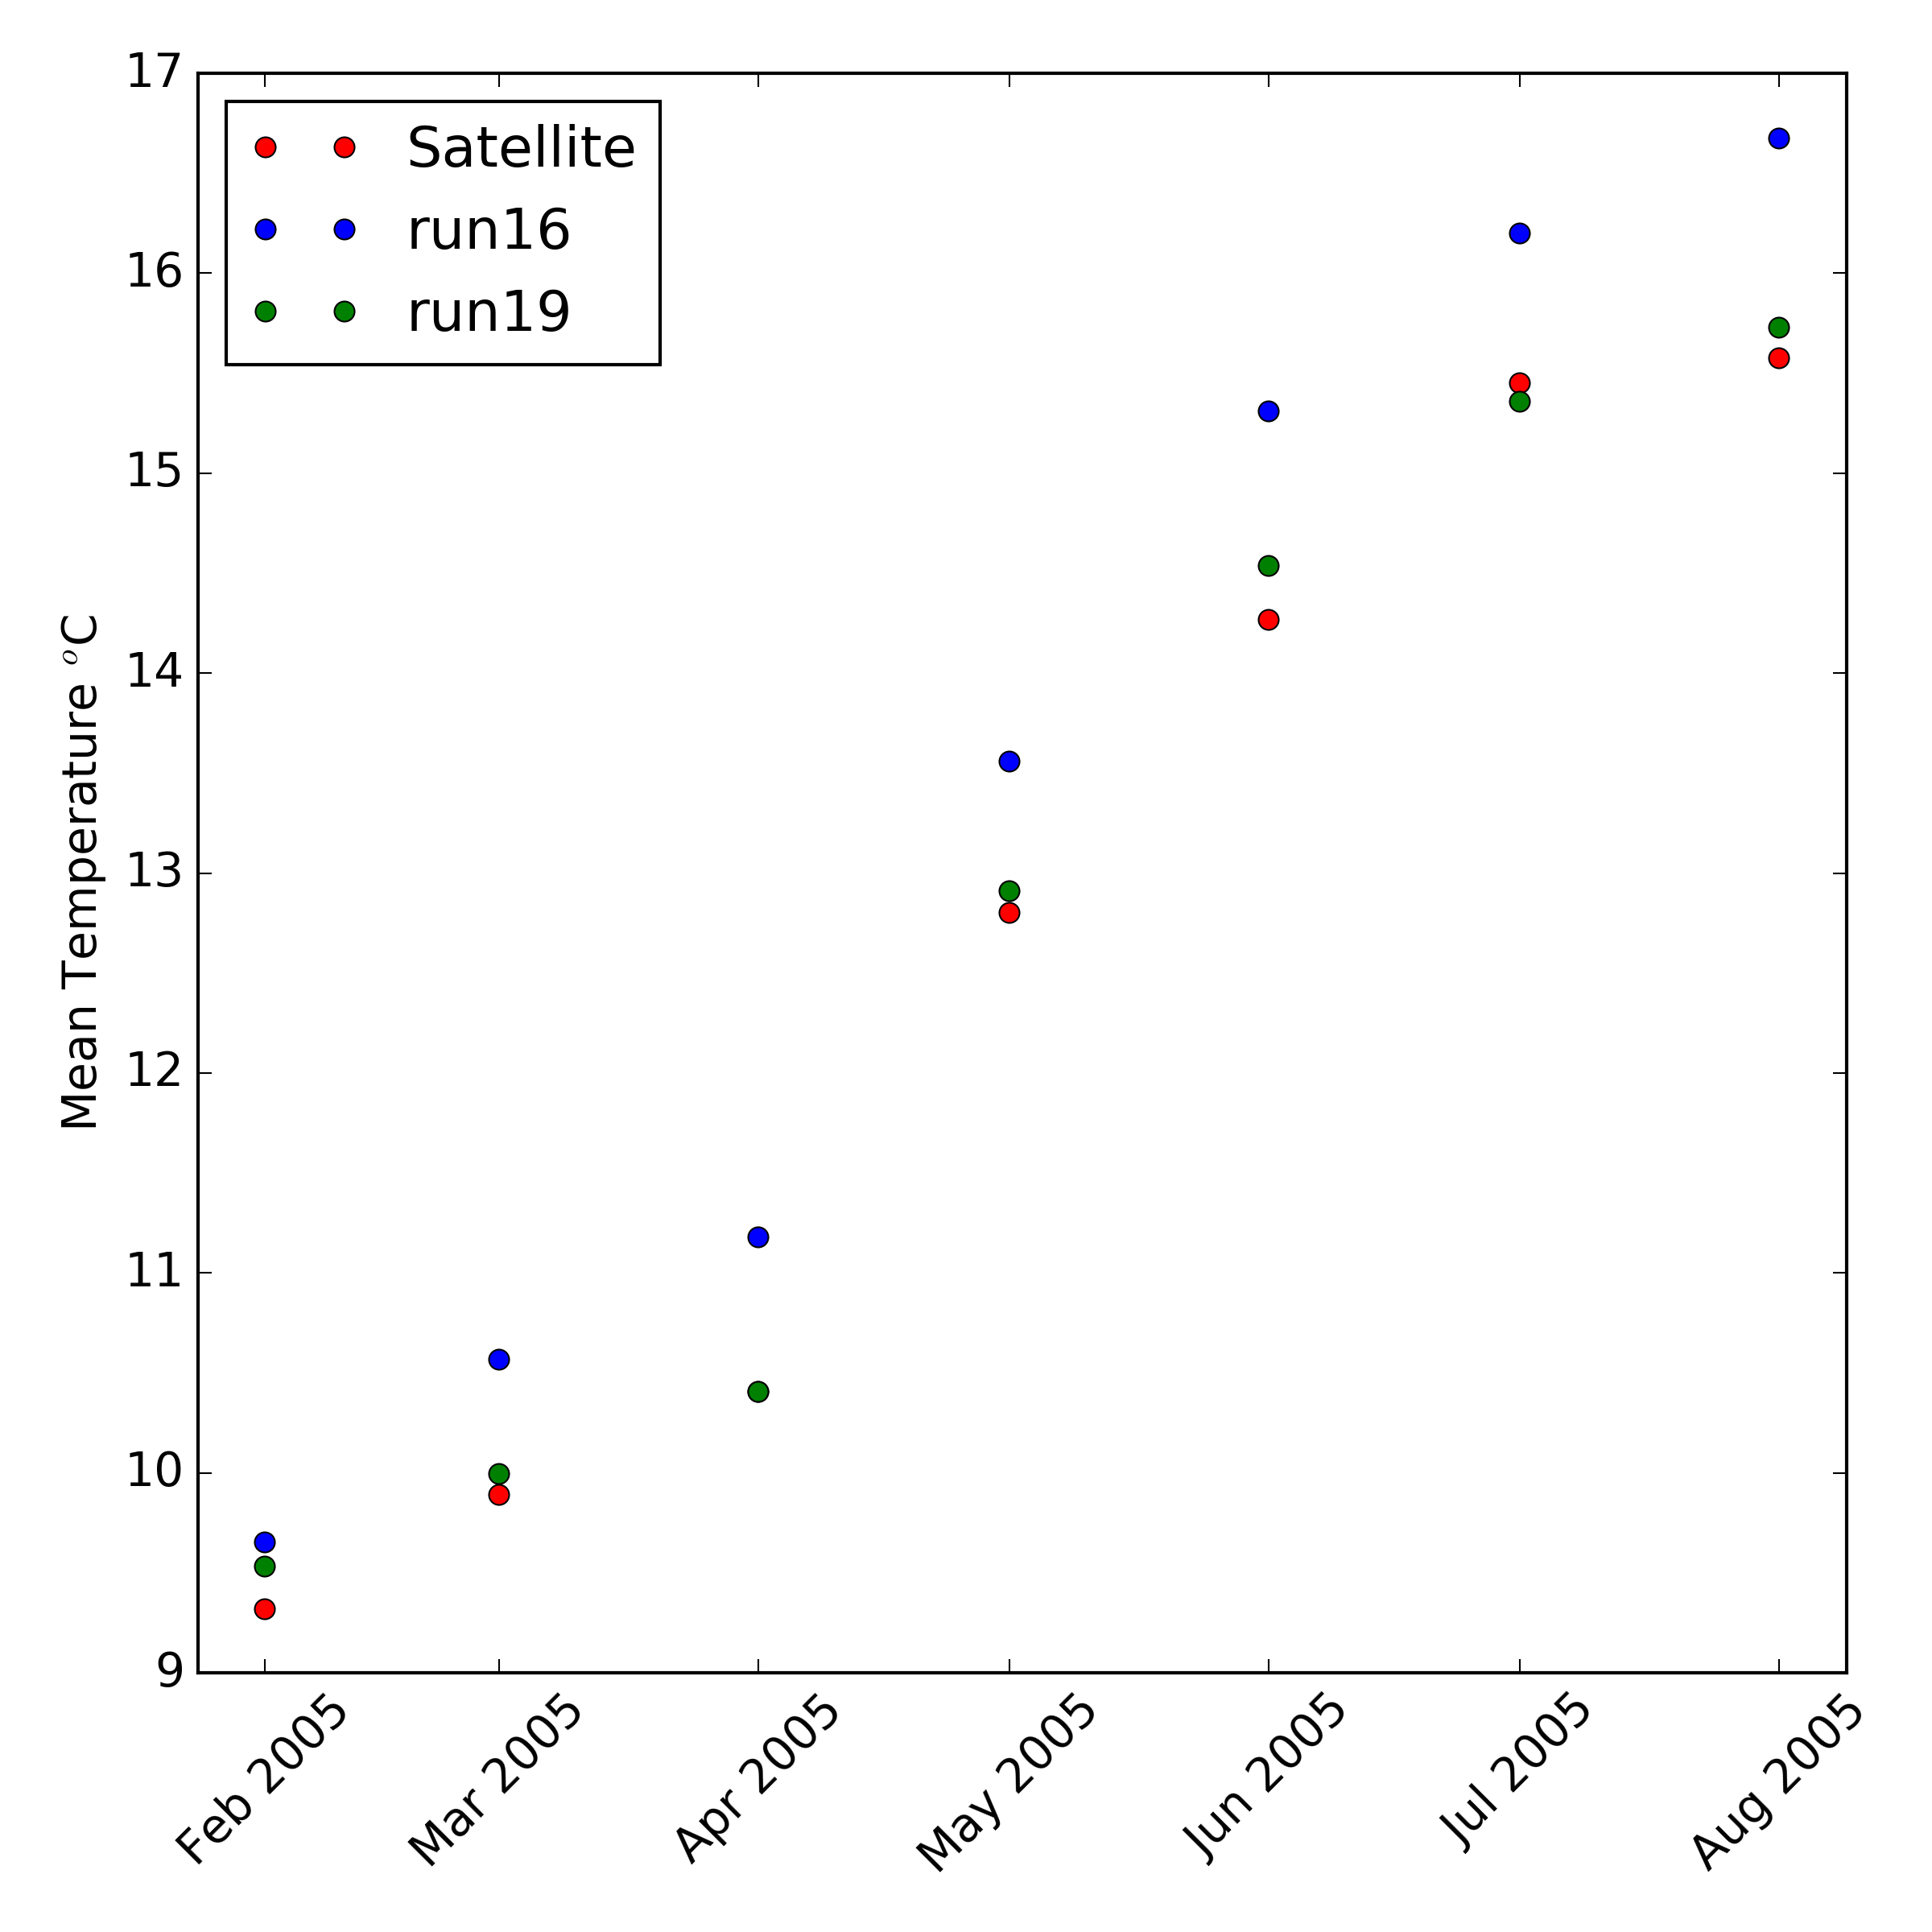 Satellite
run16
run19
17
16
15
14
13
12
11
10
9
Mean Temperature °C
Feb 2005
Mar 2005
Apr 2005
May 2005
Jun 2005
Jul 2005
Aug 2005